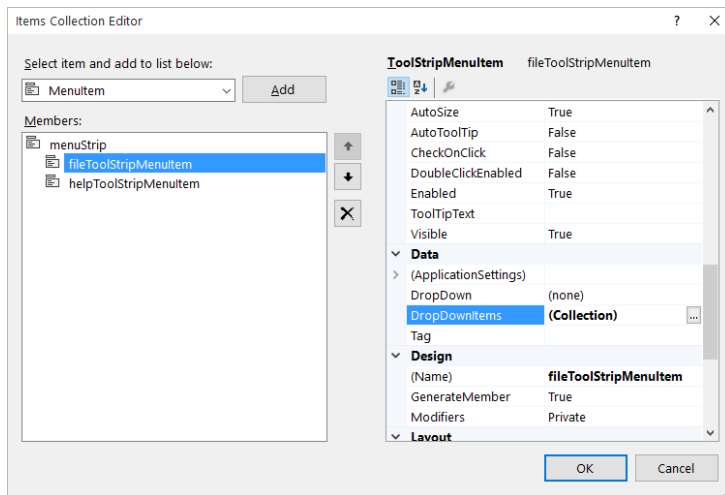 Items Collection Editor
Select item and add to list below:
MenuItem
Add
Members:
menuStrip
fileToolStripMenuItem
helpToolStripMenuItem
ToolStripMenuItem fileToolStripMenuItem
AutoSize True
AutoToolTip False
CheckOnClick False
DoubleClickEnabled False
Enabled True
ToolTipText
Visible True
Data
(ApplicationSettings)
DropDown (none)
DropDownItems (Collection) ...
Tag
Design
(Name) fileToolStripMenuItem
GenerateMember True
Modifiers Private
Layout
OK Cancel